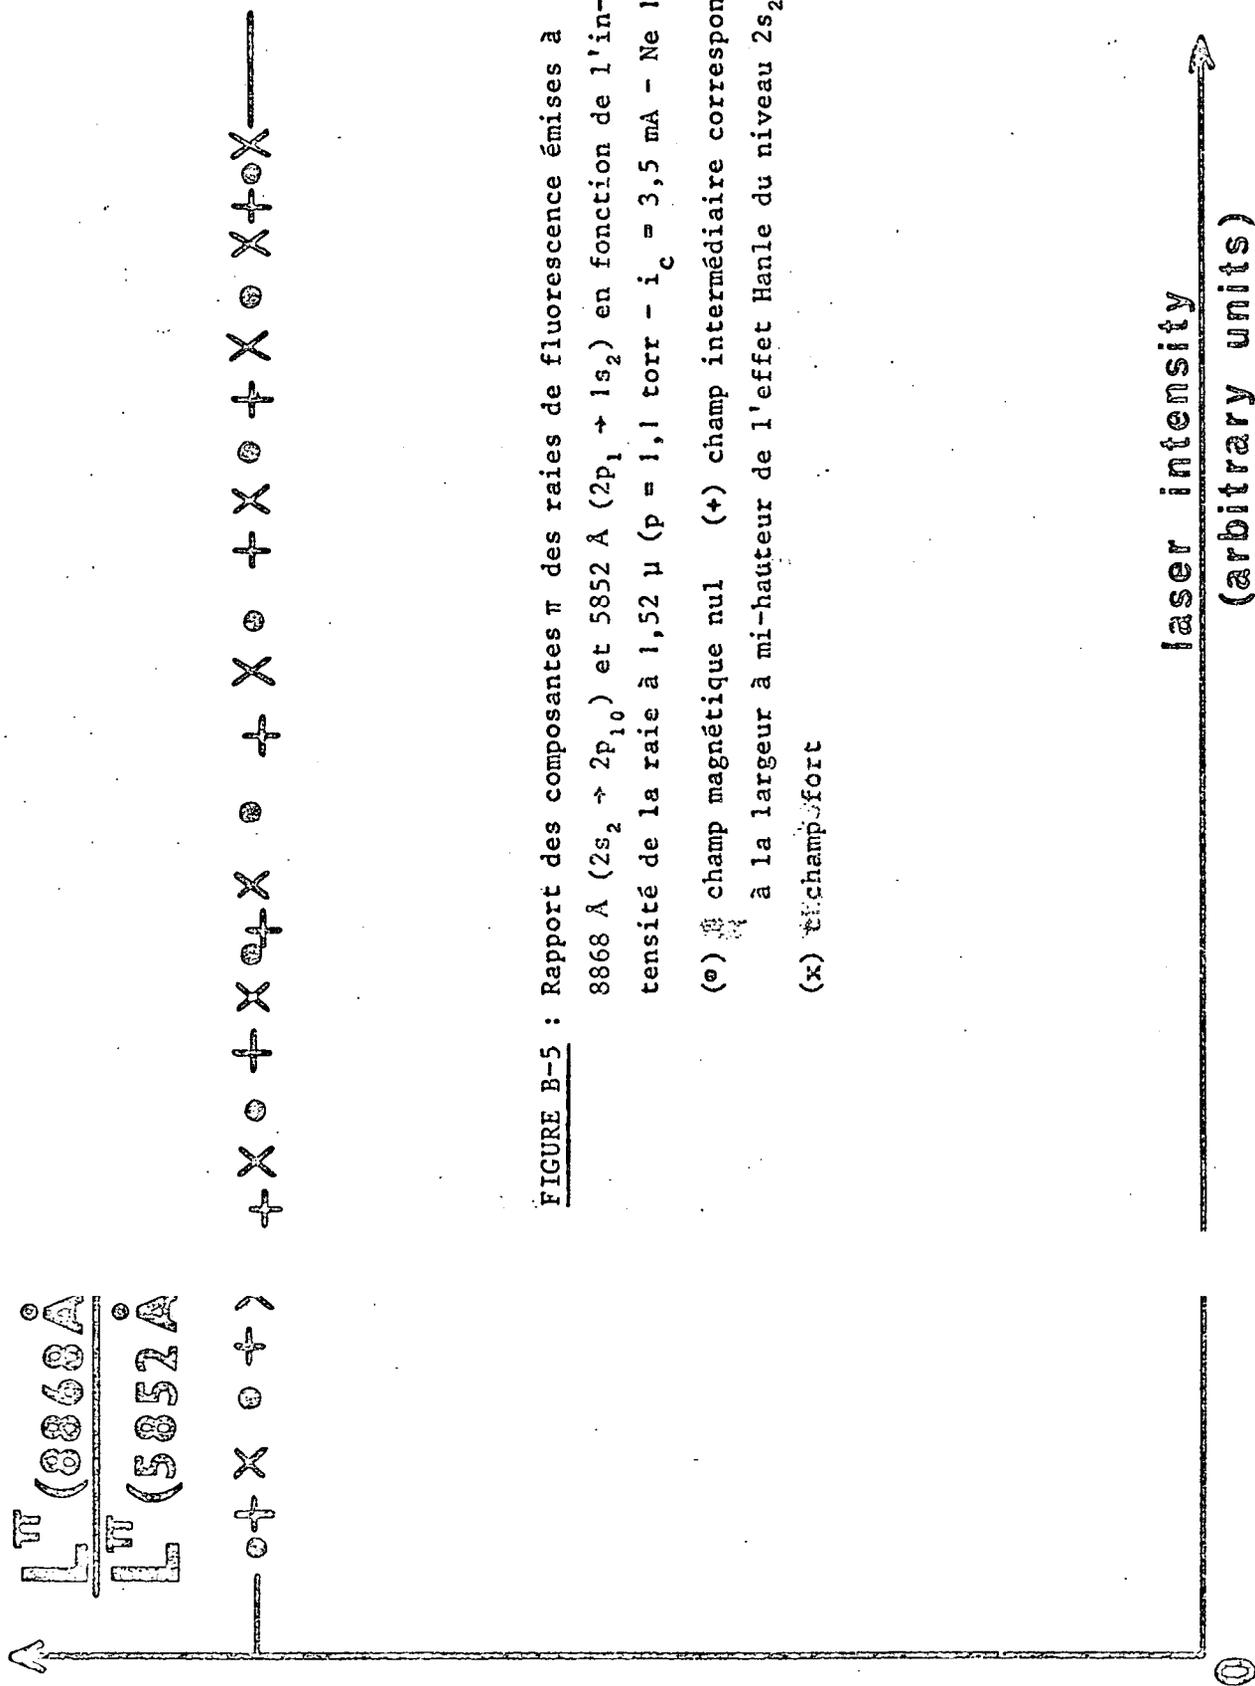 L^π (8868 Å
L^π (5852 Å
FIGURE B-5 : Rapport des composantes π des raies de fluorescence émises à
8868 Å (2s₂ → 2p₁₀) et 5852 Å (2p₁ → 1s₂) en fonction de l'in-
tensité de la raie à 1,52 μ (p = 1,1 torr - i_c = 3,5 mA - Ne
(⊙) champ magnétique nul (+) champ intermédiaire correspon
à la largeur à mi-hauteur de l'effet Hanle du niveau 2s₂
(x) champ fort
laser intensity
(arbitrary units)
0